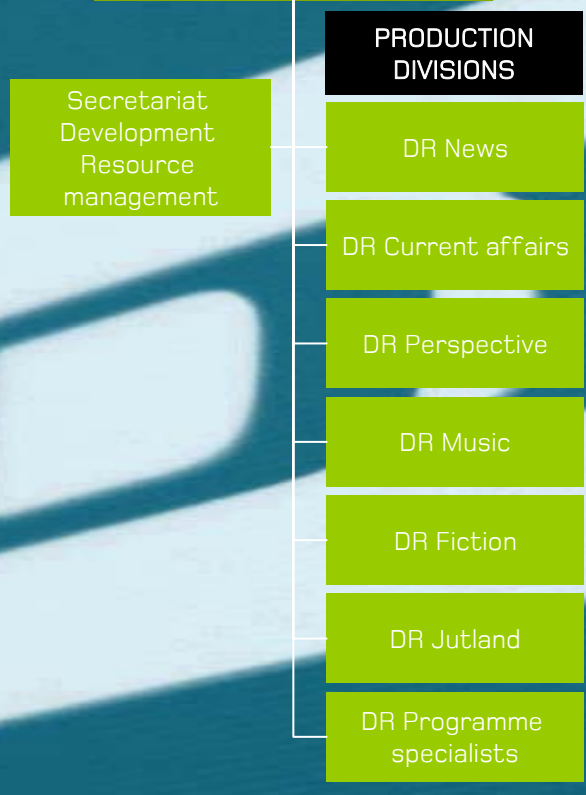 PRODUCTION
DIVISIONS
Secretariat
Development
Resource
management
DR News
DR Current affairs
DR Perspective
DR Music
DR Fiction
DR Jutland
DR Programme
specialists